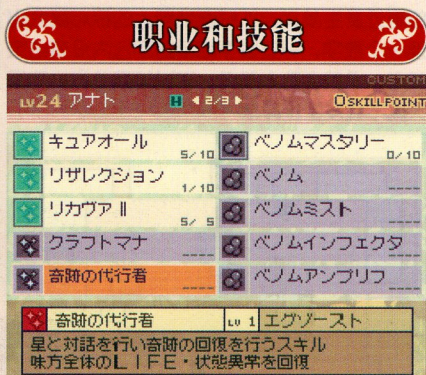 职业和技能
CUSTOM
LV24 アナト H ◀ 2/3 ▶ 0SKILLPOINT
キュアオール 5/10 ベノムマスタリー 0/10
リザレクション 1/10 ベノム ----
リカヴァⅡ 5/5 ベノムミスト ----
クラフトマナ ---- ベノムインフェクタ ----
奇跡の代行者 ---- ベノムアンプリフ ----
奇跡の代行者 LV 1 エグゾースト
星と対話を行い奇跡の回復を行うスキル
味方全体のLIFE・状態異常を回復